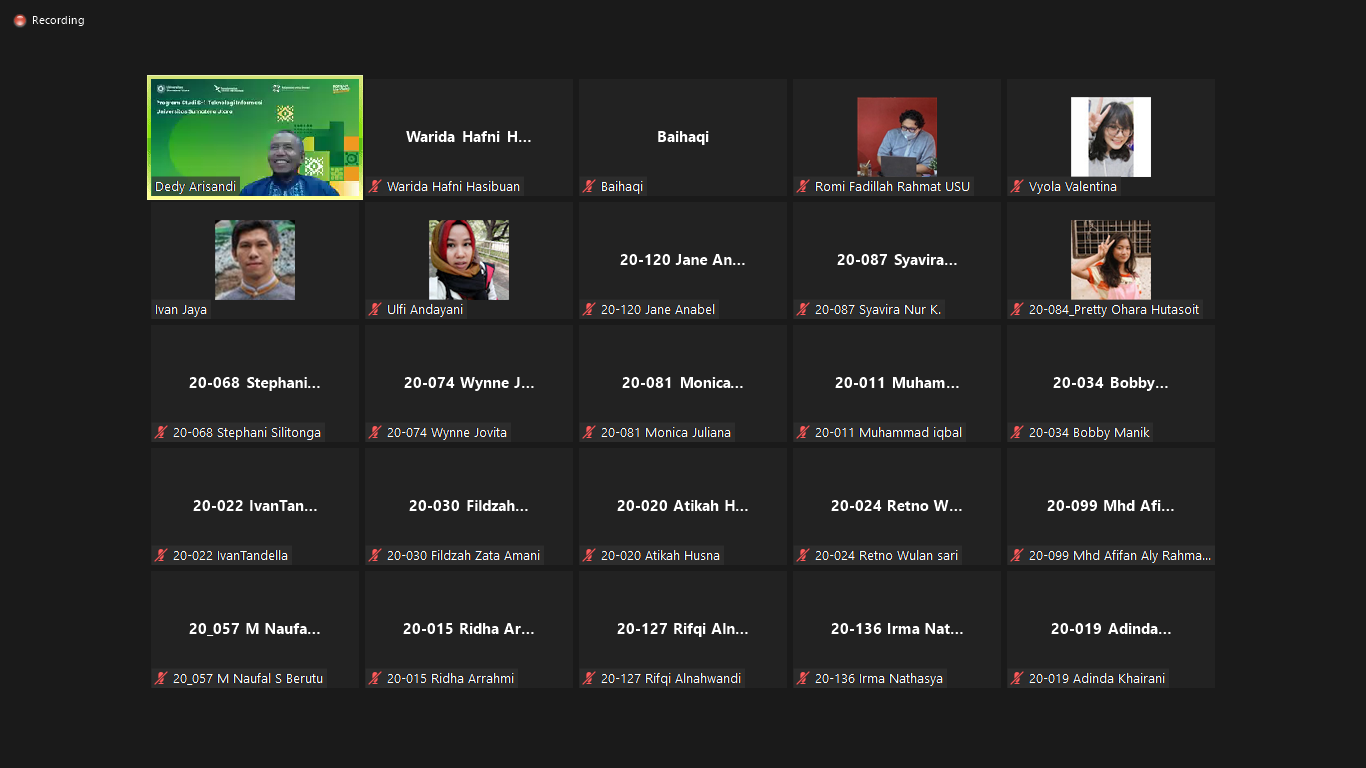 Recording
Universitas
Program Studi S-1 Teknologi Informasi
Universitas Sumatera Utara
Dedy Arisandi
Warida Hafni H...
Warida Hafni Hasibuan
Baihaqi
Baihaqi
Romi Fadillah Rahmat USU
Vyola Valentina
Ivan Jaya
Ulfi Andayani
20-120 Jane An...
20-120 Jane Anabel
20-087 Syavira...
20-087 Syavira Nur K.
20-084_Pretty Ohara Hutasoit
20-068 Stephani...
20-068 Stephani Silitonga
20-074 Wynne J...
20-074 Wynne Jovita
20-081 Monica...
20-081 Monica Juliana
20-011 Muham...
20-011 Muhammad iqbal
20-034 Bobby...
20-034 Bobby Manik
20-022 IvanTan...
20-022 IvanTandella
20-030 Fildzah...
20-030 Fildzah Zata Amani
20-020 Atikah H...
20-020 Atikah Husna
20-024 Retno W...
20-024 Retno Wulan sari
20-099 Mhd Afi...
20-099 Mhd Afifan Aly Rahma...
20_057 M Naufa...
20_057 M Naufal S Berutu
20-015 Ridha Ar...
20-015 Ridha Arrahmi
20-127 Rifqi Aln...
20-127 Rifqi Alnahwandi
20-136 Irma Nat...
20-136 Irma Nathasya
20-019 Adinda...
20-019 Adinda Khairani